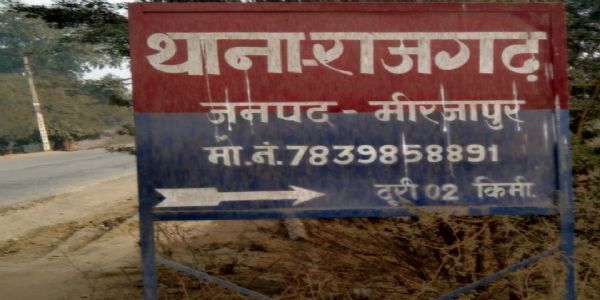 थाना-राजगढ़
जनपद - मीरजापुर
मो.नं.7839858891
दूरी 02 किमी.